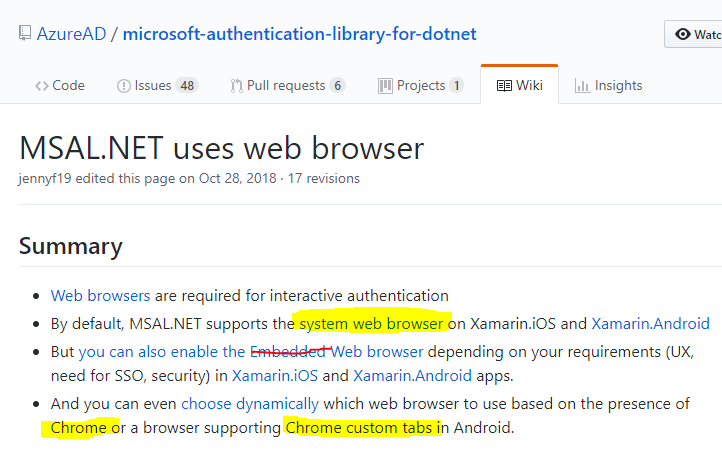 AzureAD / microsoft-authentication-library-for-dotnet
Watc
Code Issues 48 Pull requests 6 Projects 1 Wiki Insights
MSAL.NET uses web browser
jennyf19 edited this page on Oct 28, 2018 · 17 revisions
Summary
• Web browsers are required for interactive authentication
• By default, MSAL.NET supports the system web browser on Xamarin.iOS and Xamarin.Android
• But you can also enable the Embedded Web browser depending on your requirements (UX,
need for SSO, security) in Xamarin.iOS and Xamarin.Android apps.
• And you can even choose dynamically which web browser to use based on the presence of
Chrome or a browser supporting Chrome custom tabs in Android.